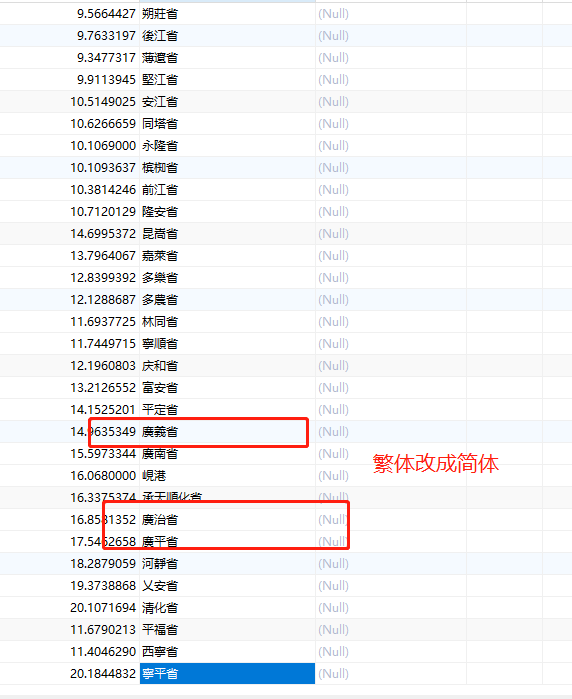 9.5664427 朔莊省 (Null)
9.7633197 後江省 (Null)
9.3477317 薄遼省 (Null)
9.9113945 堅江省 (Null)
10.5149025 安江省 (Null)
10.6266659 同塔省 (Null)
10.1069000 永隆省 (Null)
10.1093637 槟椥省 (Null)
10.3814246 前江省 (Null)
10.7120129 隆安省 (Null)
14.6995372 昆嵩省 (Null)
13.7964067 嘉萊省 (Null)
12.8399392 多樂省 (Null)
12.1288687 多農省 (Null)
11.6937725 林同省 (Null)
11.7449715 寧順省 (Null)
12.1960803 庆和省 (Null)
13.2126552 富安省 (Null)
14.1525201 平定省 (Null)
14.9635349 廣義省 (Null)
15.5973344 廣南省 (Null)
繁体改成简体
16.0680000 峴港 (Null)
16.3375374 承天順化省 (Null)
16.8531352 廣治省 (Null)
17.5462658 廣平省 (Null)
18.2879059 河靜省 (Null)
19.3738868 乂安省 (Null)
20.1071694 清化省 (Null)
11.6790213 平福省 (Null)
11.4046290 西寧省 (Null)
20.1844832 寧平省 (Null)